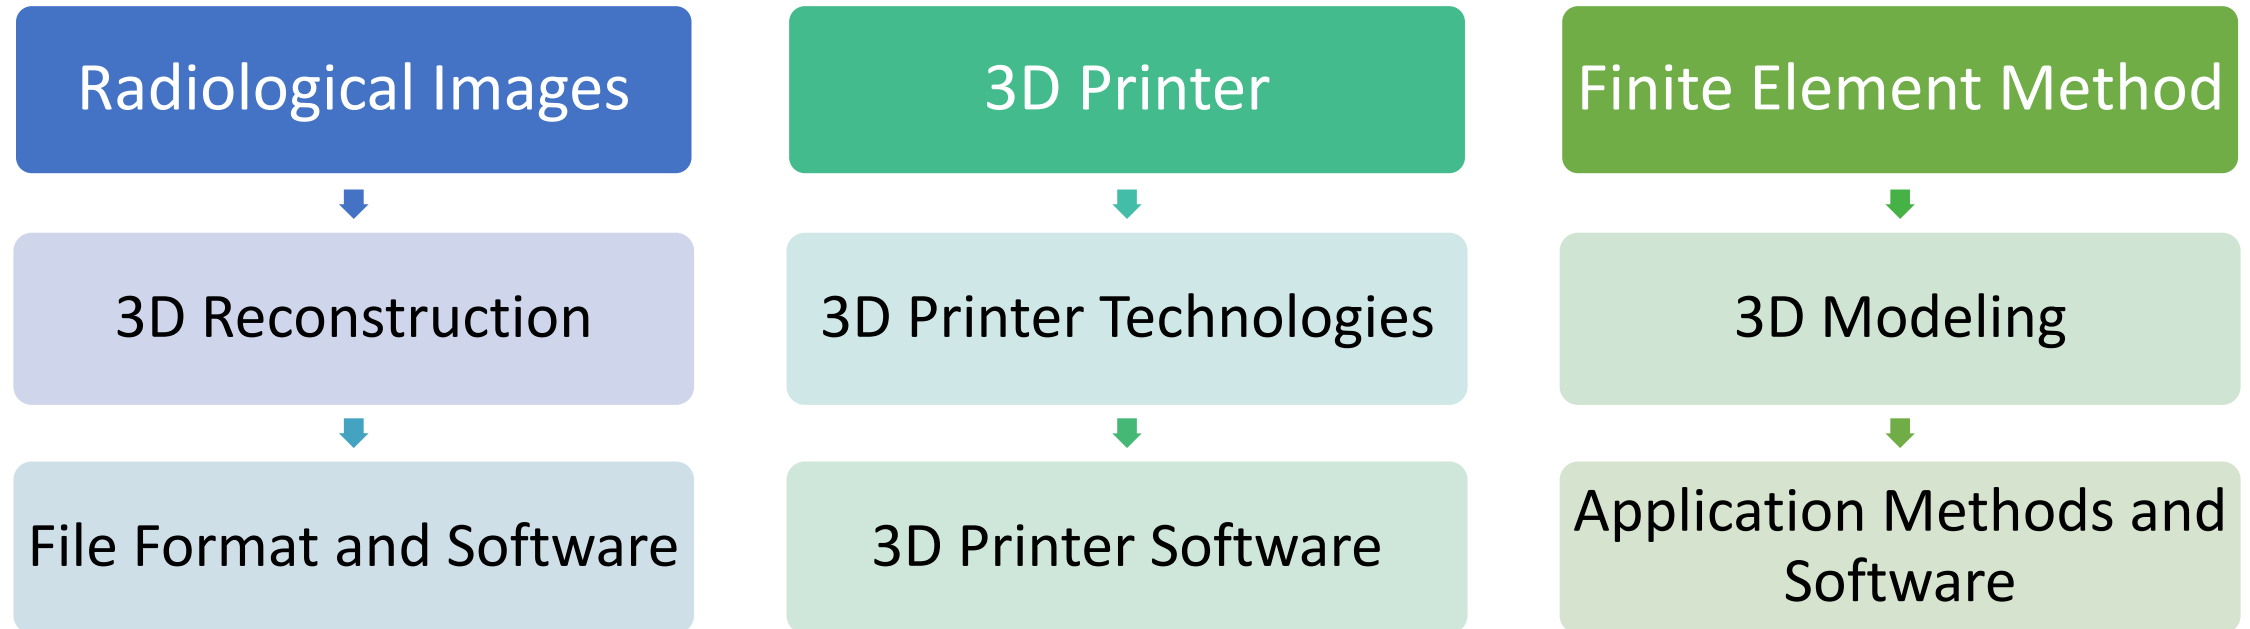 Radiological Images
3D Reconstruction
File Format and Software
3D Printer
3D Printer Technologies
3D Printer Software
Finite Element Method
3D Modeling
Application Methods and
Software